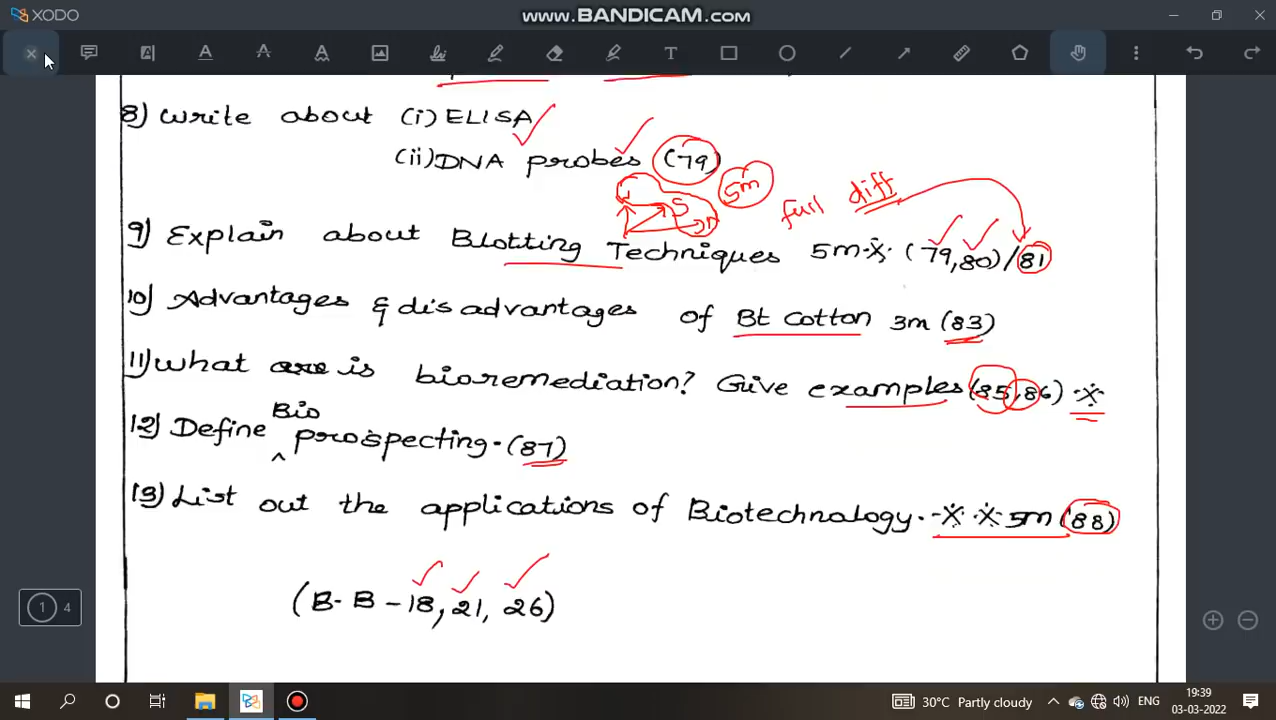 XODO
www.BANDICAM.com
8) Write about (i) ELISA
(ii) DNA probes (79)
5m
full diff
S
N
9) Explain about Blotting Techniques 5m ※ (79,80)/81
10) Advantages & disadvantages of Bt cotton 3m (83)
11) What is bioremediation? Give examples (85,86) ※
12) Define Bio prospecting. (87)
13) List out the applications of Biotechnalogy. ※ ※ 5m (88)
(B.B - 18, 21, 26)
1 4
30°C Partly cloudy ENG 19:39
03-03-2022